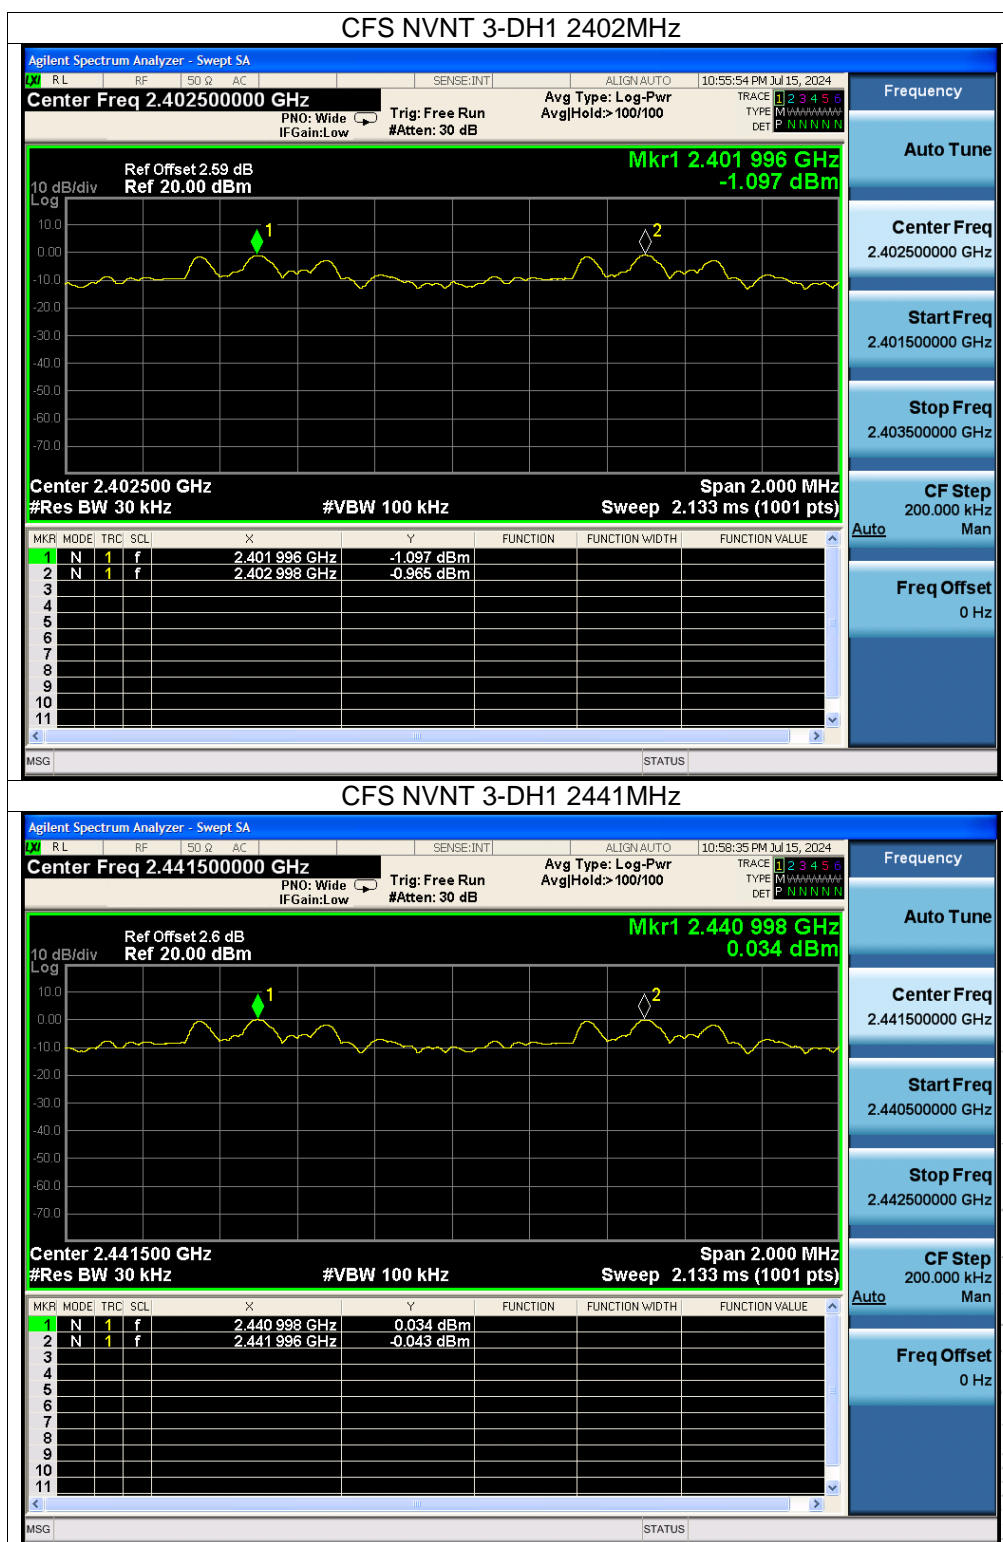 CFS NVNT 3-DH1 2402MHz
Agilent Spectrum Analyzer - Swept SA
LXI RL RF 50 Ω AC SENSE:INT ALIGN AUTO 10:55:54 PM Jul 15, 2024
Center Freq 2.402500000 GHz
PNO: Wide
IFGain:Low
Trig: Free Run
#Atten: 30 dB
Avg Type: Log-Pwr
Avg|Hold:>100/100
TRACE 1 2 3 4 5 6
TYPE M
DET P N N N N N
Mkr1 2.401 996 GHz
-1.097 dBm
Ref Offset 2.59 dB
10 dB/div Ref 20.00 dBm
Log
10.0
0.00
-10.0
-20.0
-30.0
-40.0
-50.0
-60.0
-70.0
1
2
Center 2.402500 GHz Span 2.000 MHz
#Res BW 30 kHz #VBW 100 kHz Sweep 2.133 ms (1001 pts)
MKR MODE TRC SCL X Y FUNCTION FUNCTION WIDTH FUNCTION VALUE
1 N 1 f 2.401 996 GHz -1.097 dBm
2 N 1 f 2.402 998 GHz -0.965 dBm
3
4
5
6
7
8
9
10
11
MSG STATUS
Frequency
Auto Tune
Center Freq
2.402500000 GHz
Start Freq
2.401500000 GHz
Stop Freq
2.403500000 GHz
CF Step
200.000 kHz
Auto Man
Freq Offset
0 Hz
CFS NVNT 3-DH1 2441MHz
Agilent Spectrum Analyzer - Swept SA
LXI RL RF 50 Ω AC SENSE:INT ALIGN AUTO 10:58:35 PM Jul 15, 2024
Center Freq 2.441500000 GHz
PNO: Wide
IFGain:Low
Trig: Free Run
#Atten: 30 dB
Avg Type: Log-Pwr
Avg|Hold:>100/100
TRACE 1 2 3 4 5 6
TYPE M
DET P N N N N N
Mkr1 2.440 998 GHz
0.034 dBm
Ref Offset 2.6 dB
10 dB/div Ref 20.00 dBm
Log
10.0
0.00
-10.0
-20.0
-30.0
-40.0
-50.0
-60.0
-70.0
1
2
Center 2.441500 GHz Span 2.000 MHz
#Res BW 30 kHz #VBW 100 kHz Sweep 2.133 ms (1001 pts)
MKR MODE TRC SCL X Y FUNCTION FUNCTION WIDTH FUNCTION VALUE
1 N 1 f 2.440 998 GHz 0.034 dBm
2 N 1 f 2.441 996 GHz -0.043 dBm
3
4
5
6
7
8
9
10
11
MSG STATUS
Frequency
Auto Tune
Center Freq
2.441500000 GHz
Start Freq
2.440500000 GHz
Stop Freq
2.442500000 GHz
CF Step
200.000 kHz
Auto Man
Freq Offset
0 Hz